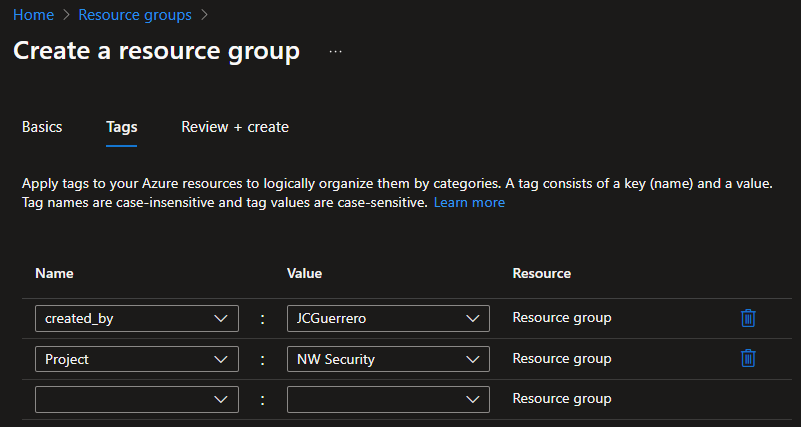 Home > Resource groups >
Create a resource group ...
Basics Tags Review + create
Apply tags to your Azure resources to logically organize them by categories. A tag consists of a key (name) and a value.
Tag names are case-insensitive and tag values are case-sensitive. Learn more
Name Value Resource
created_by : JCGuerrero Resource group
Project : NW Security Resource group
: Resource group